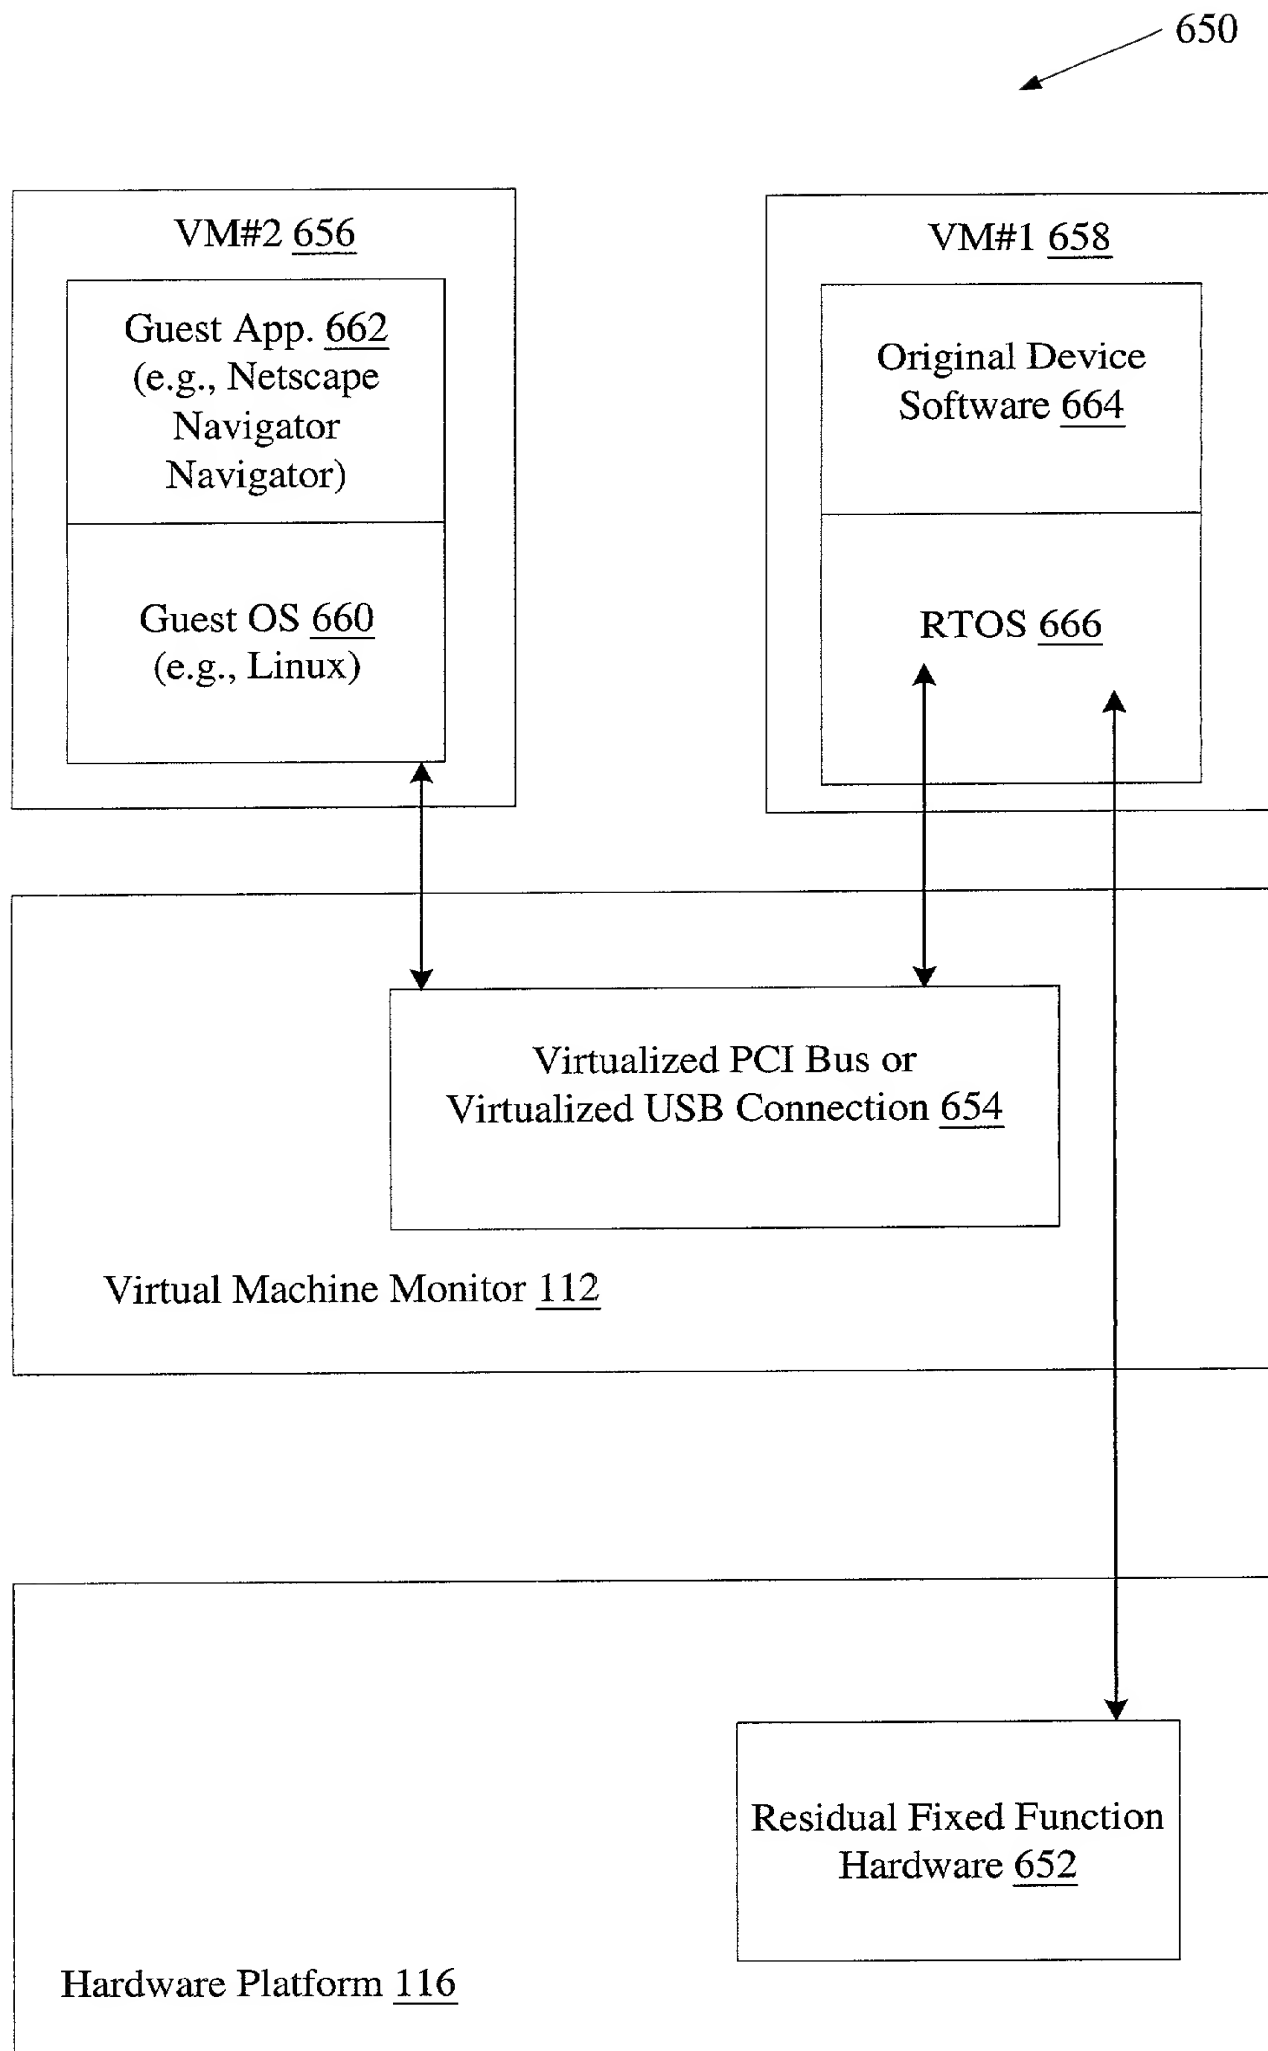 650
VM#2 656
Guest App. 662
(e.g., Netscape
Navigator
Navigator)
Guest OS 660
(e.g., Linux)
VM#1 658
Original Device
Software 664
RTOS 666
Virtualized PCI Bus or
Virtualized USB Connection 654
Virtual Machine Monitor 112
Residual Fixed Function
Hardware 652
Hardware Platform 116